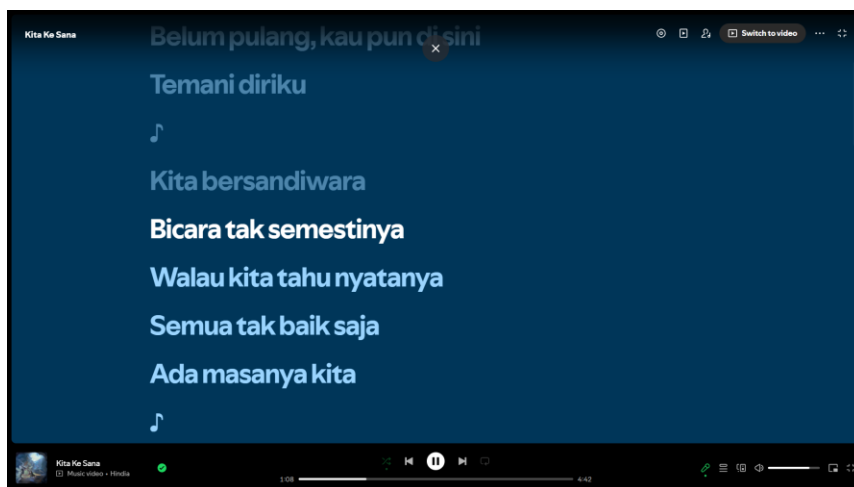 Kita Ke Sana
Switch to video
Belum pulang, kau pun di sini
Temani diriku
♪
Kita bersandiwara
Bicara tak semestinya
Walau kita tahu nyatanya
Semua tak baik saja
Ada masanya kita
♪
Kita Ke Sana
Music video • Hindia
1:08
4:42